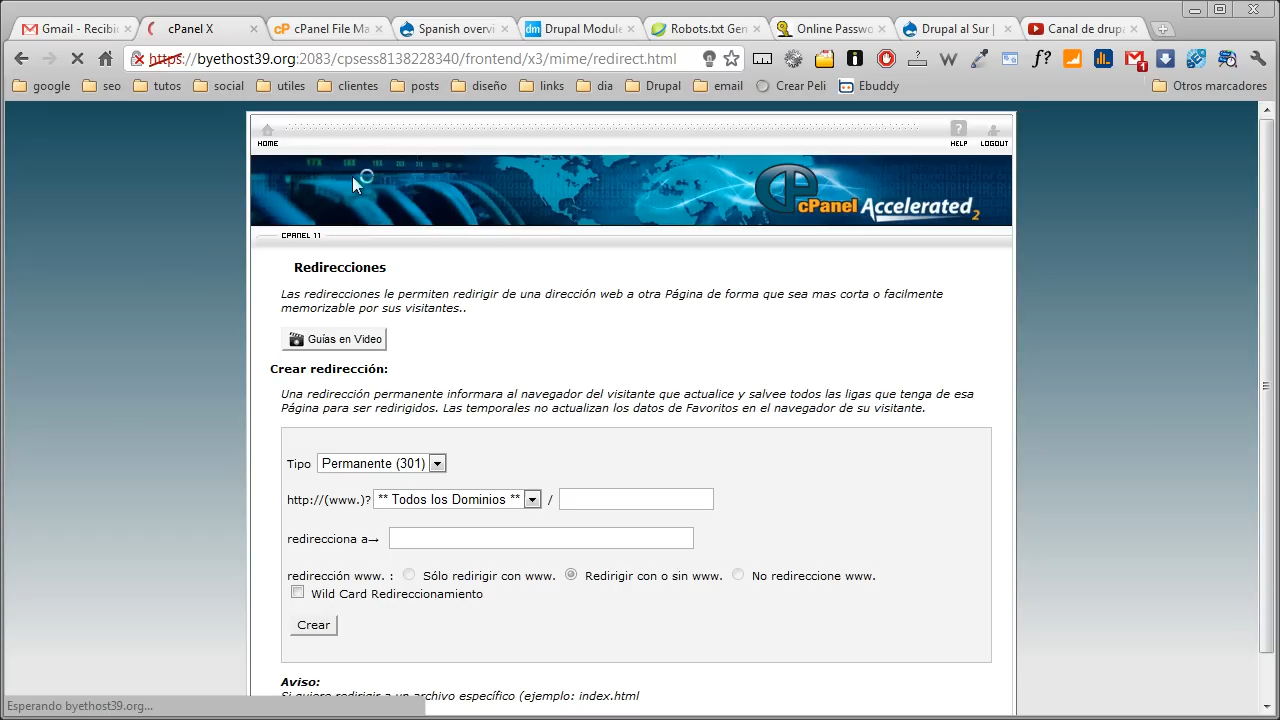 Gmail - Recibic
cPanel X
cPanel File Ma
Spanish overvi
Drupal Module
Robots.txt Gen
Online Passwo
Drupal al Sur |
Canal de drupa
https://byethost39.org:2083/cpsess8138228940/frontend/x3/mime/redirect.html
google
seo
tutos
social
utiles
clientes
posts
diseño
links
dia
Drupal
email
Crear Peli
Ebuddy
Otros marcadores
HOME
HELP
LOGOUT
cPanel Accelerated2
CPANEL 11
Redirecciones
Las redirecciones le permiten redirigir de una dirección web a otra Página de forma que sea mas corta o facilmente
memorizable por sus visitantes..
Guías en Video
Crear redirección:
Una redirección permanente informara al navegador del visitante que actualice y salvee todos las ligas que tenga de esa
Página para ser redirigidos. Las temporales no actualizan los datos de Favoritos en el navegador de su visitante.
Tipo Permanente (301)
http://(www.)? ** Todos los Dominios ** /
redirecciona a→
redirección www. : Sólo redirigir con www. Redirigir con o sin www. No redireccione www.
Wild Card Redireccionamiento
Crear
Aviso:
Si quiere redirigir a un archivo específico (ejemplo: index.html
Esperando byethost39.org...